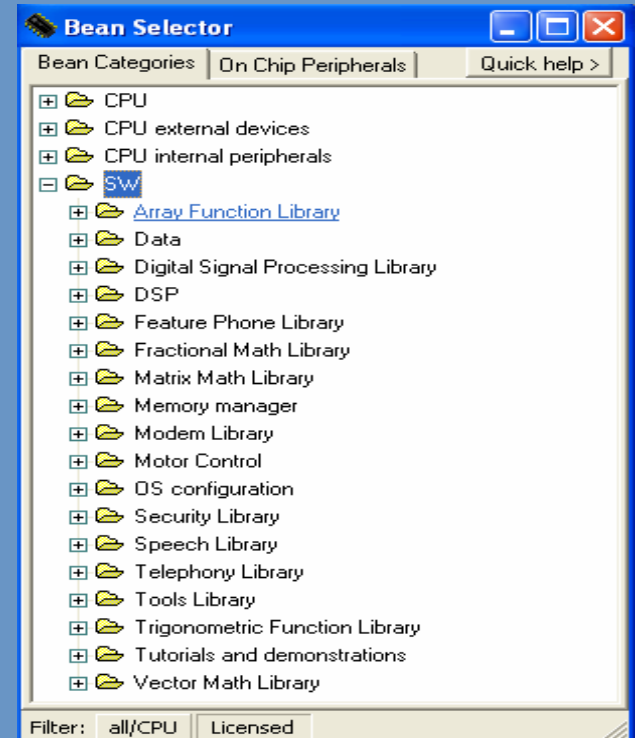 Bean Selector
Bean Categories On Chip Peripherals Quick help >
CPU
CPU external devices
CPU internal peripherals
SW
Array Function Library
Data
Digital Signal Processing Library
DSP
Feature Phone Library
Fractional Math Library
Matrix Math Library
Memory manager
Modem Library
Motor Control
OS configuration
Security Library
Speech Library
Telephony Library
Tools Library
Trigonometric Function Library
Tutorials and demonstrations
Vector Math Library
Filter: all/CPU Licensed